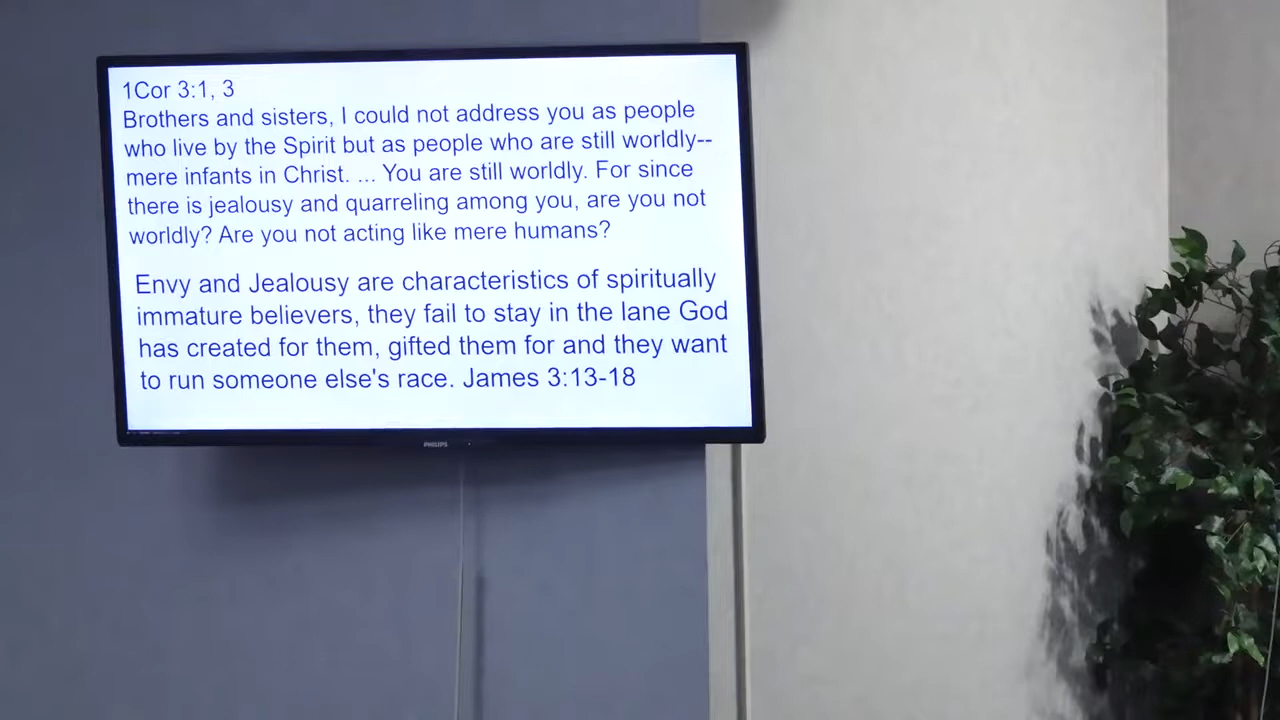 1Cor 3:1, 3
Brothers and sisters, I could not address you as people
who live by the Spirit but as people who are still worldly--
mere infants in Christ. ... You are still worldly. For since
there is jealousy and quarreling among you, are you not
worldly? Are you not acting like mere humans?
Envy and Jealousy are characteristics of spiritually
immature believers, they fail to stay in the lane God
has created for them, gifted them for and they want
to run someone else's race. James 3:13-18
PHILIPS